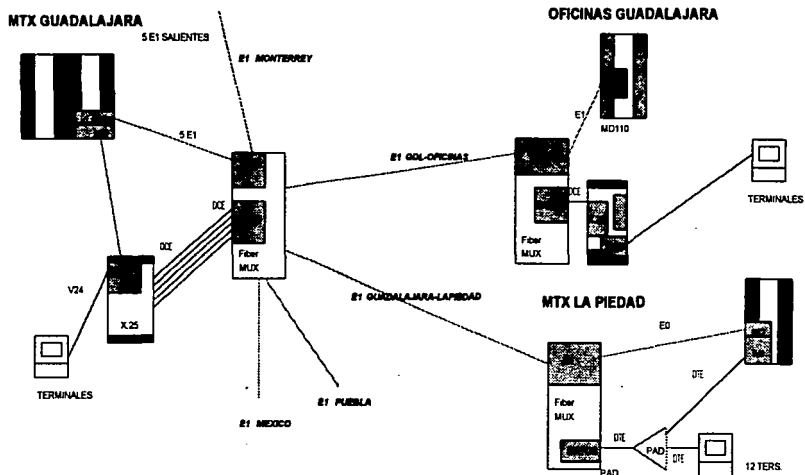 MTX GUADALAJARA
OFICINAS GUADALAJARA
5 E1 SALIENTES
E1 MONTERREY
5 E1
E1
MD110
E1 GDL-OFICINAS
DCE
TERMINALES
DCE
DCE
Fiber
MUX
Fiber
MUX
V24
X.25
E1 GUADALAJARA-LAPIEDAD
MTX LA PIEDAD
E0
TERMINALES
E1 PUEBLA
E1 MEXICO
DTE
Fiber
MUX
DTE
PAD
DTE
PAD
12 TERS.